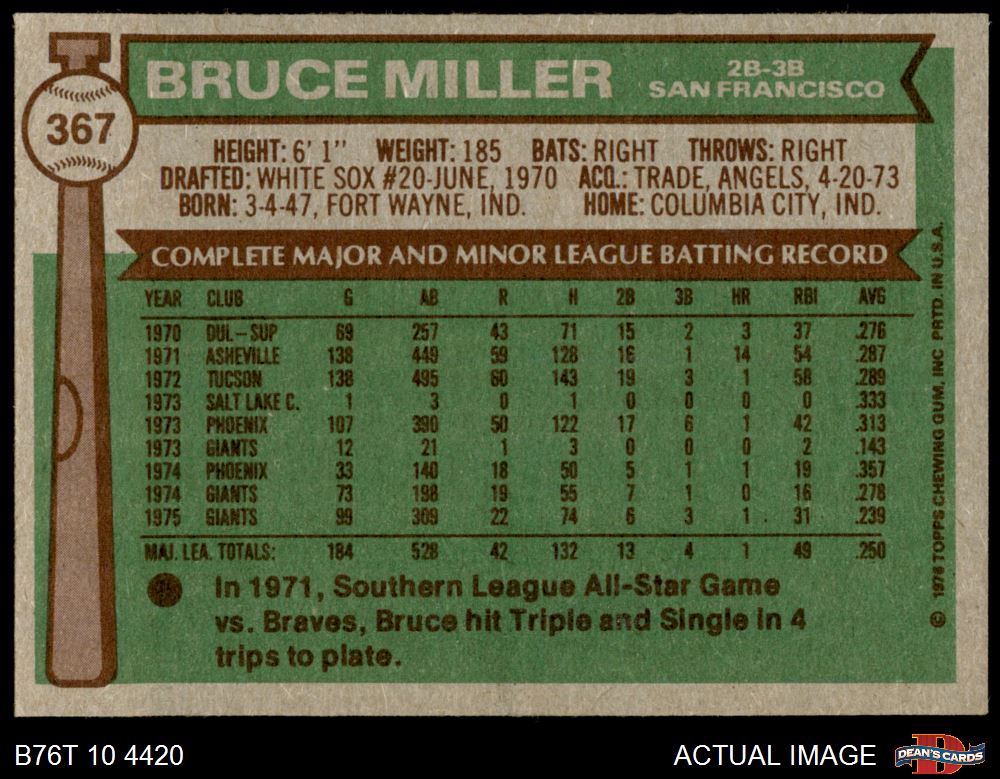 367
BRUCE MILLER
2B-3B
SAN FRANCISCO
HEIGHT: 6' 1" WEIGHT: 185 BATS: RIGHT THROWS: RIGHT
DRAFTED: WHITE SOX #20-JUNE, 1970 ACQ.: TRADE, ANGELS, 4-20-73
BORN: 3-4-47, FORT WAYNE, IND. HOME: COLUMBIA CITY, IND.
COMPLETE MAJOR AND MINOR LEAGUE BATTING RECORD
YEAR CLUB G AB R H 2B 3B HR RBI AVG
1970 DUL-SUP 69 257 43 71 15 2 3 37 .276
1971 ASHEVILLE 138 449 59 128 16 1 14 54 .287
1972 TUCSON 138 495 60 143 19 3 1 58 .289
1973 SALT LAKE C. 1 3 0 1 0 0 0 0 .333
1973 PHOENIX 107 390 50 122 17 6 1 42 .313
1973 GIANTS 12 21 1 3 0 0 0 2 .143
1974 PHOENIX 33 140 18 50 5 1 1 19 .357
1974 GIANTS 73 198 19 55 7 1 0 16 .278
1975 GIANTS 99 309 22 74 6 3 1 31 .239
MAJ. LEA. TOTALS: 184 528 42 132 13 4 1 49 .250
In 1971, Southern League All-Star Game
vs. Braves, Bruce hit Triple and Single in 4
trips to plate.
© 1976 TOPPS CHEWING GUM, INC PRTD. IN U.S.A.
B76T 10 4420 ACTUAL IMAGE
DEAN'S CARDS